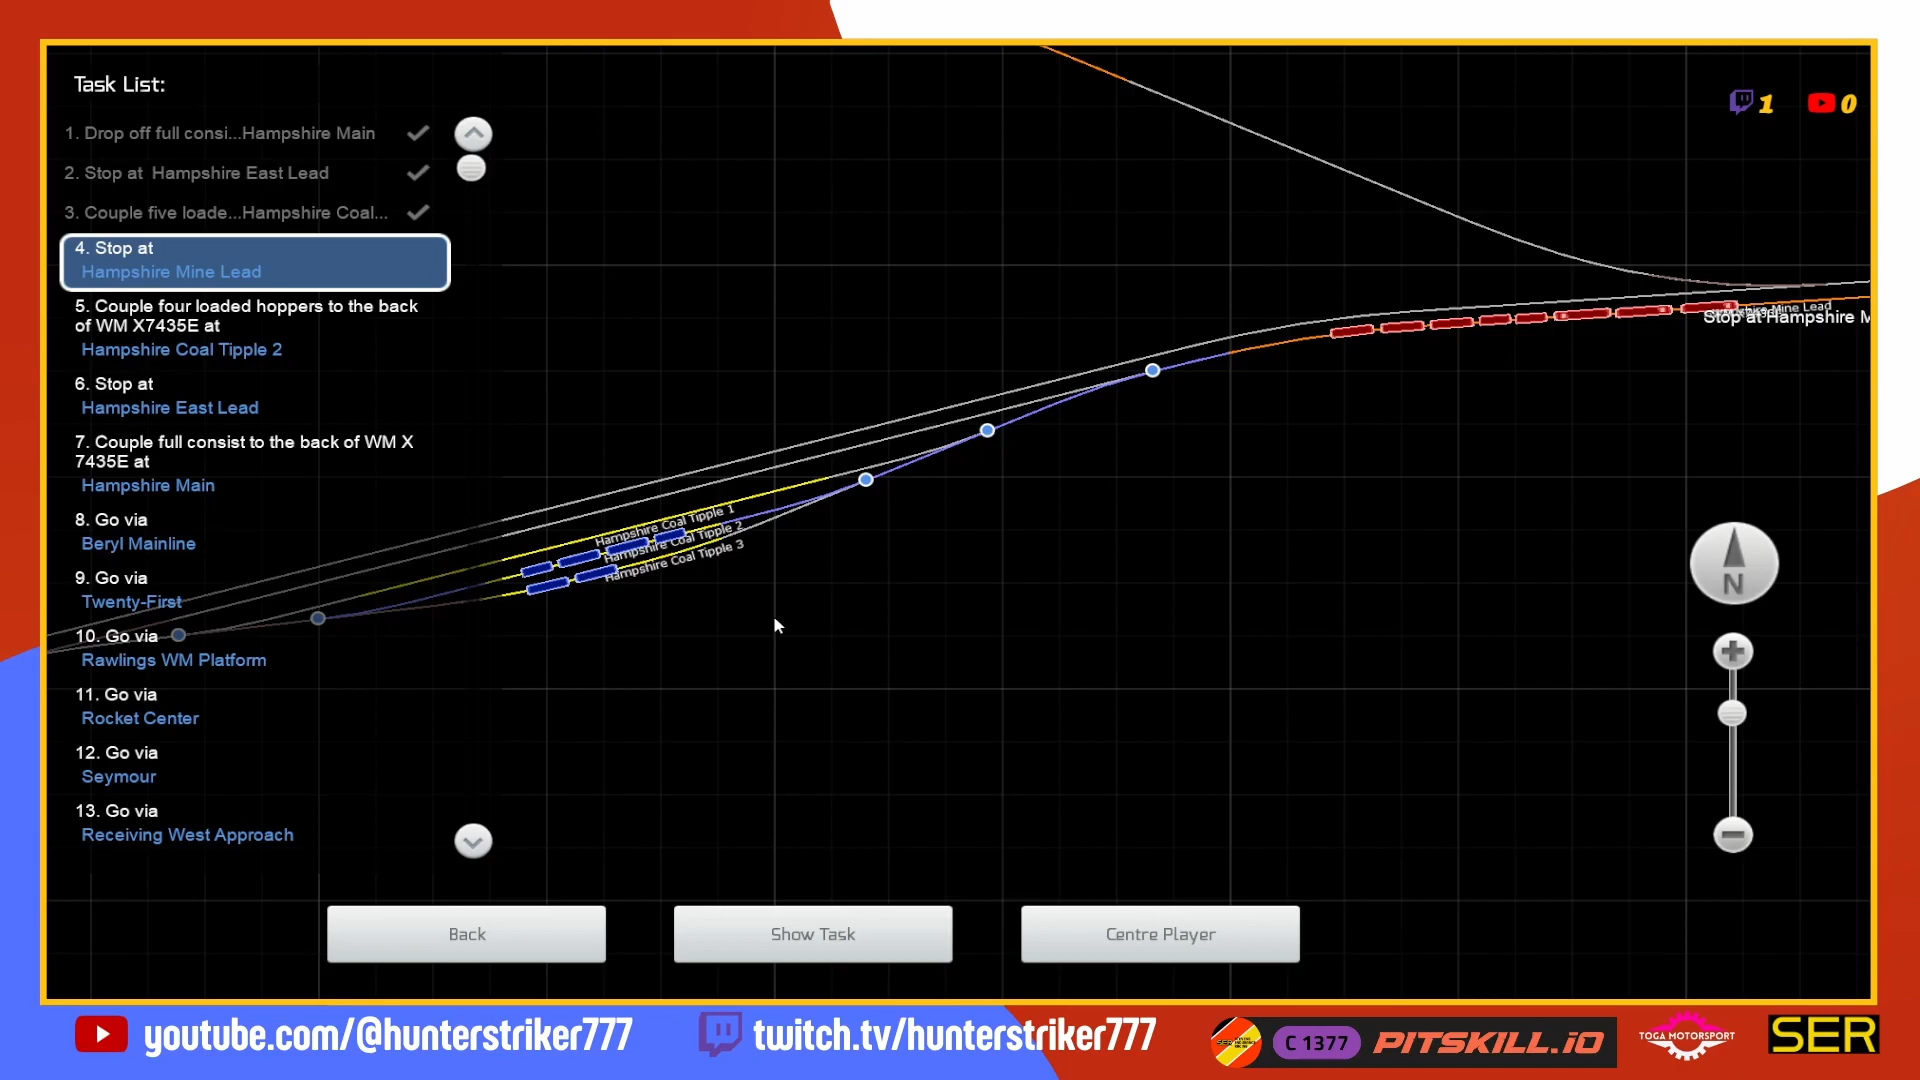 Task List:
1. Drop off full consi...Hampshire Main
2. Stop at  Hampshire East Lead
3. Couple five loade...Hampshire Coal...
4. Stop at
Hampshire Mine Lead
5. Couple four loaded hoppers to the back
of WM X7435E at
Hampshire Coal Tipple 2
6. Stop at
Hampshire East Lead
7. Couple full consist to the back of WM X
7435E at
Hampshire Main
8. Go via
Beryl Mainline
9. Go via
Twenty-First
10. Go via
Rawlings WM Platform
11. Go via
Rocket Center
12. Go via
Seymour
13. Go via
Receiving West Approach
1
0
Mine Lead
Stop at Hampshire M
Hampshire Coal Tipple 1
Hampshire Coal Tipple 2
Hampshire Coal Tipple 3
N
Back
Show Task
Centre Player
youtube.com/@hunterstriker777
twitch.tv/hunterstriker777
C 1377
PITSKILL.iO
TOGA MOTORSPORT
SER